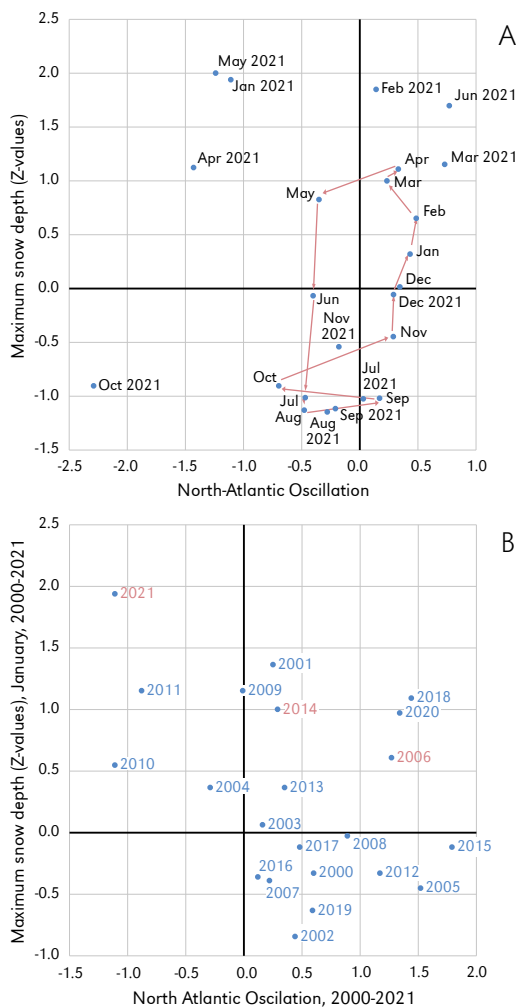 2.5
A
May 2021
2.0
Jan 2021
Feb 2021
Jun 2021
1.5
Apr 2021
Mar 2021
Apr
1.0
Mar
May
Feb
0.5
Jan
Dec
0.0
Jun
Dec 2021
Nov
2021
Nov
-0.5
Jul
2021
Oct
Oct 2021
-1.0
Jul
Sep
Aug
Sep 2021
Aug
2021
-1.5
-2.5
-2.0
-1.5
-1.0
-0.5
0.0
0.5
1.0
Maximum snow depth (Z-values)
North-Atlantic Oscillation
2.5
B
2.0
2021
1.5
2001
2011
2009
2018
1.0
2014
2020
2006
2010
0.5
2004
2013
2003
0.0
2017
2008
2015
2016
2000
2012
2007
2005
-0.5
2019
2002
-1.0
-1.5
-1.0
-0.5
0.0
0.5
1.0
1.5
2.0
Maximum snow depth (Z-values), January, 2000-2021
North Atlantic Oscilation, 2000-2021